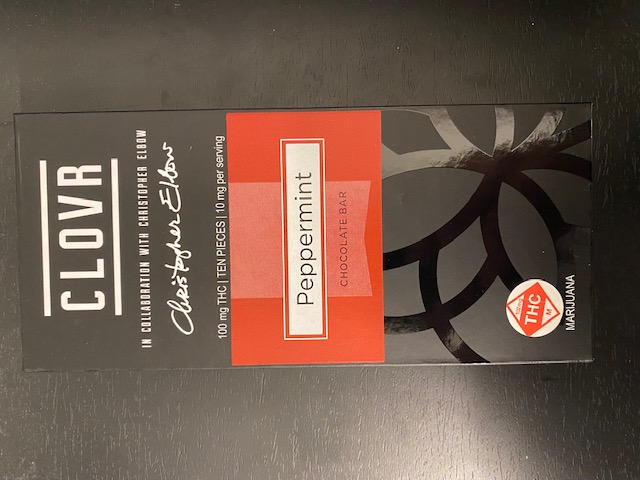 CLOVR
IN COLLABORATION WITH CHRISTOPHER ELBOW
Christopher Elbow
100 mg THC | TEN PIECES | 10 mg per serving
Peppermint
CHOCOLATE BAR
THC
M
MARIJUANA